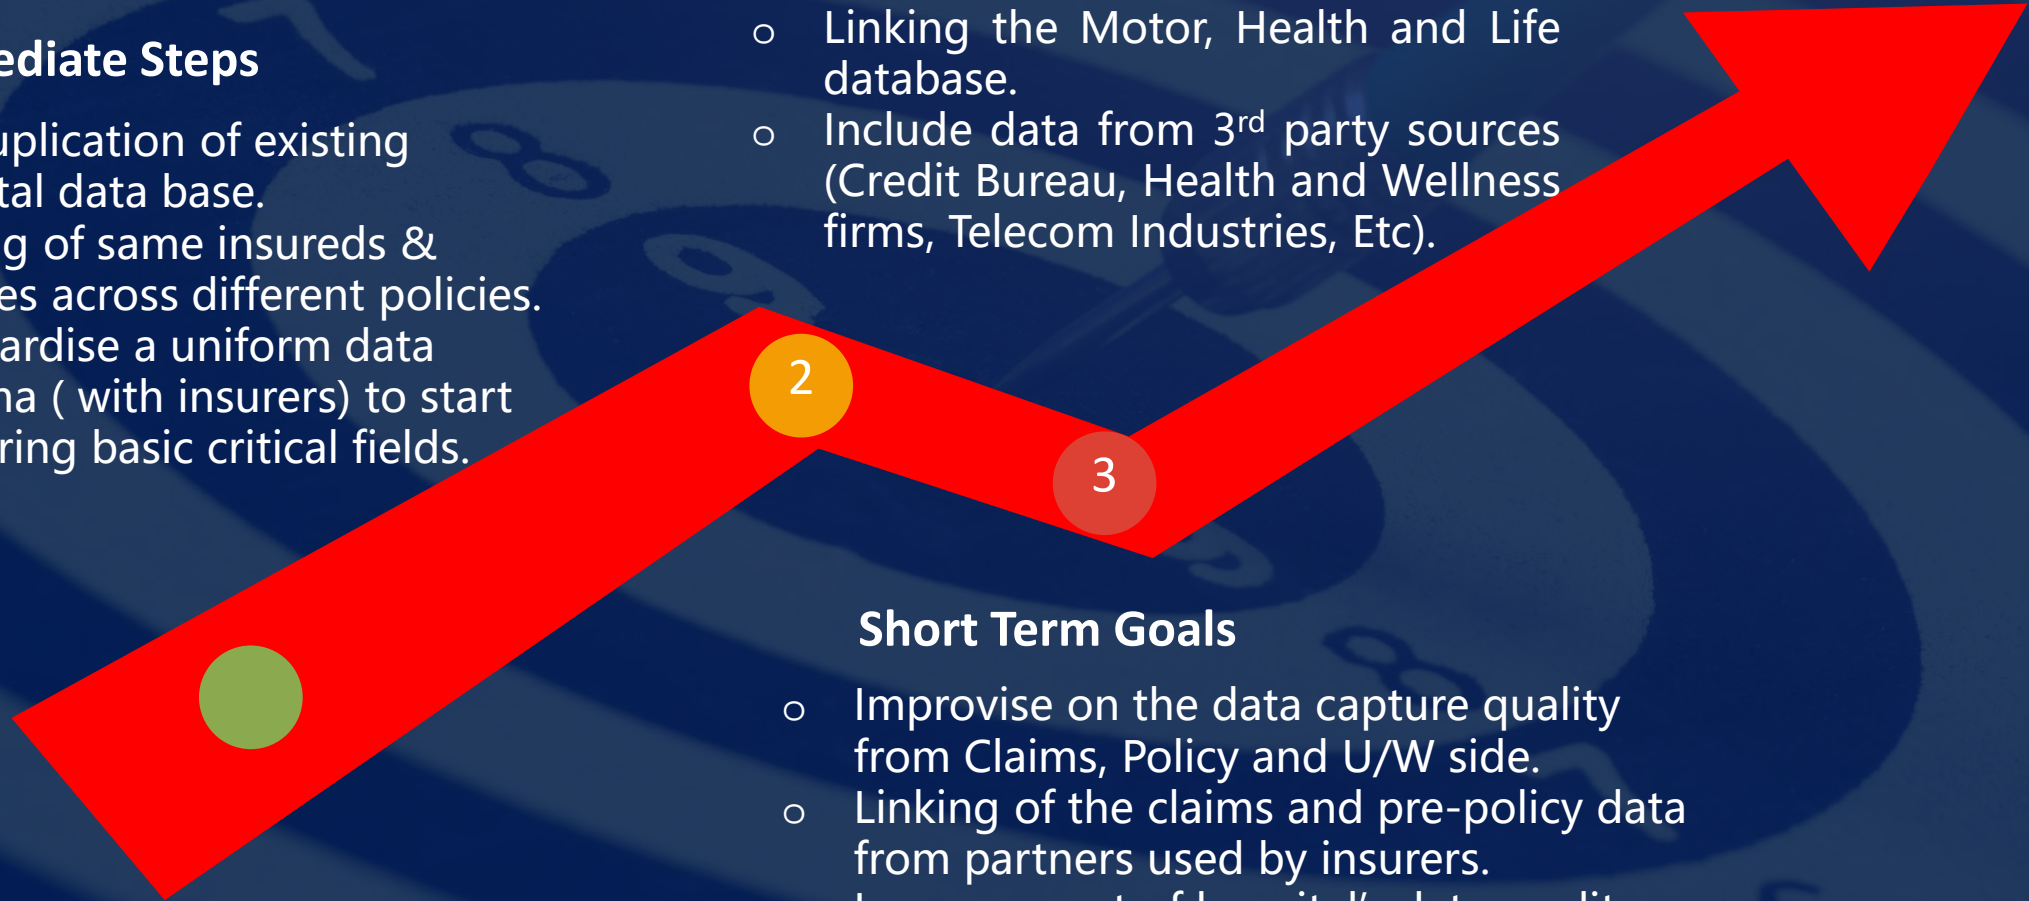 ediate Steps
uplication of existing
tal data base.
g of same insureds &
es across different policies.
ardise a uniform data
na ( with insurers) to start
ring basic critical fields.
o Linking the Motor, Health and Life
database.
o Include data from 3rd party sources
(Credit Bureau, Health and Wellness
firms, Telecom Industries, Etc).
2
3
Short Term Goals
o Improvise on the data capture quality
from Claims, Policy and U/W side.
o Linking of the claims and pre-policy data
from partners used by insurers.